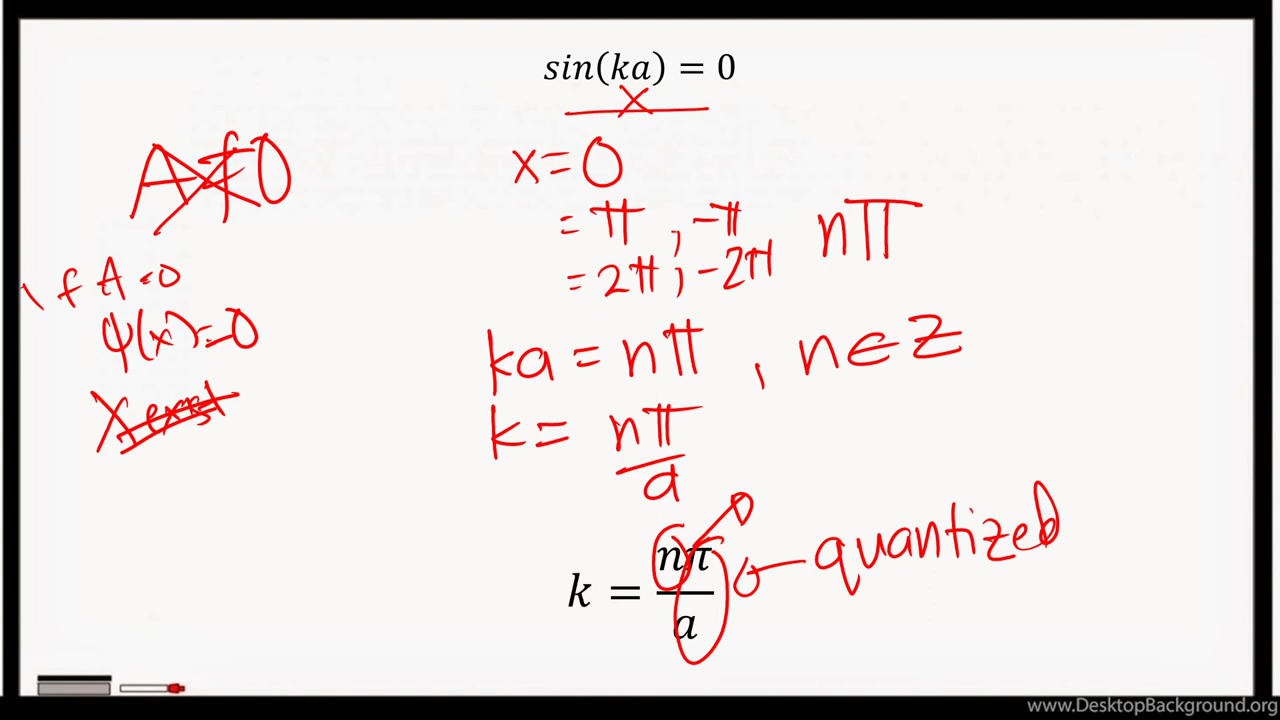 sin(ka) = 0
x
x = 0
= π , -π
= 2π , -2π
nπ
A ≠ 0
If A = 0
ψ(x) = 0
X exist
ka = nπ , n ∈ Z
k = nπ/a
k = nπ/a
0
quantized
www.DesktopBackground.org